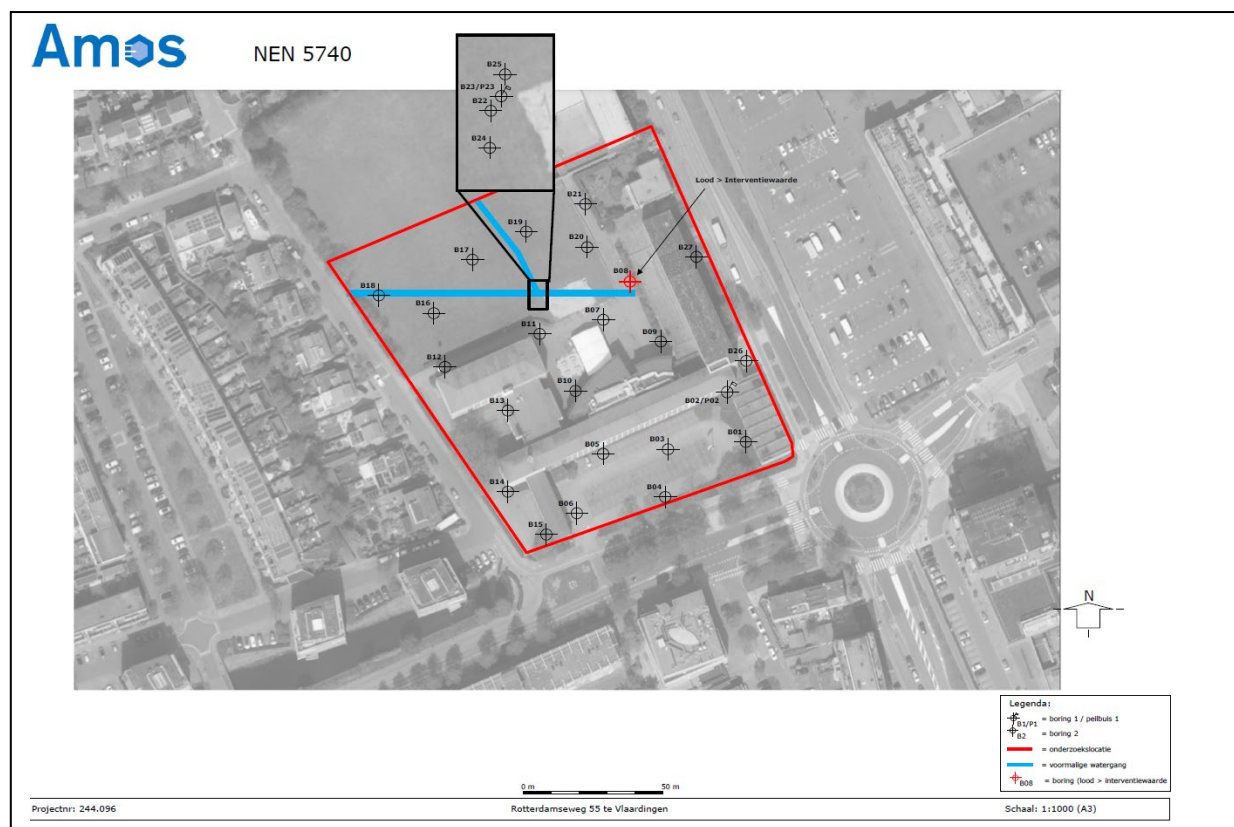 Amos
NEN 5740
B25
B23/P23
B22
B24
Lood > Interventiewaarde
B21
B19
B20
B27
B17
B08
B18
B16
B07
B11
B09
B26
B12
B10
B02/P02
B13
B01
B05
B03
B14
B04
B06
B15
N
Legenda:
B1/P1 = boring 1 / peilbuis 1
B2 = boring 2
= onderzoekslocatie
= voormalige watergang
B08 = boring (lood > interventiewaarde
0 m 50 m
Projectnr: 244.096 Rotterdamseweg 55 te Vlaardingen Schaal: 1:1000 (A3)